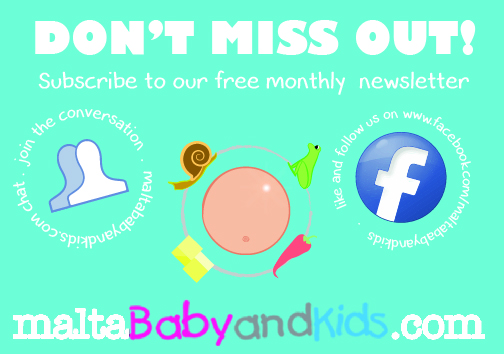 DON'T MISS OUT!
Subscribe to our free monthly newsletter
· join the conversation · maltababyandkids.com chat
like and follow us on www.facebook.com/maltababyandkids ·
f
maltaBabyandKids.com